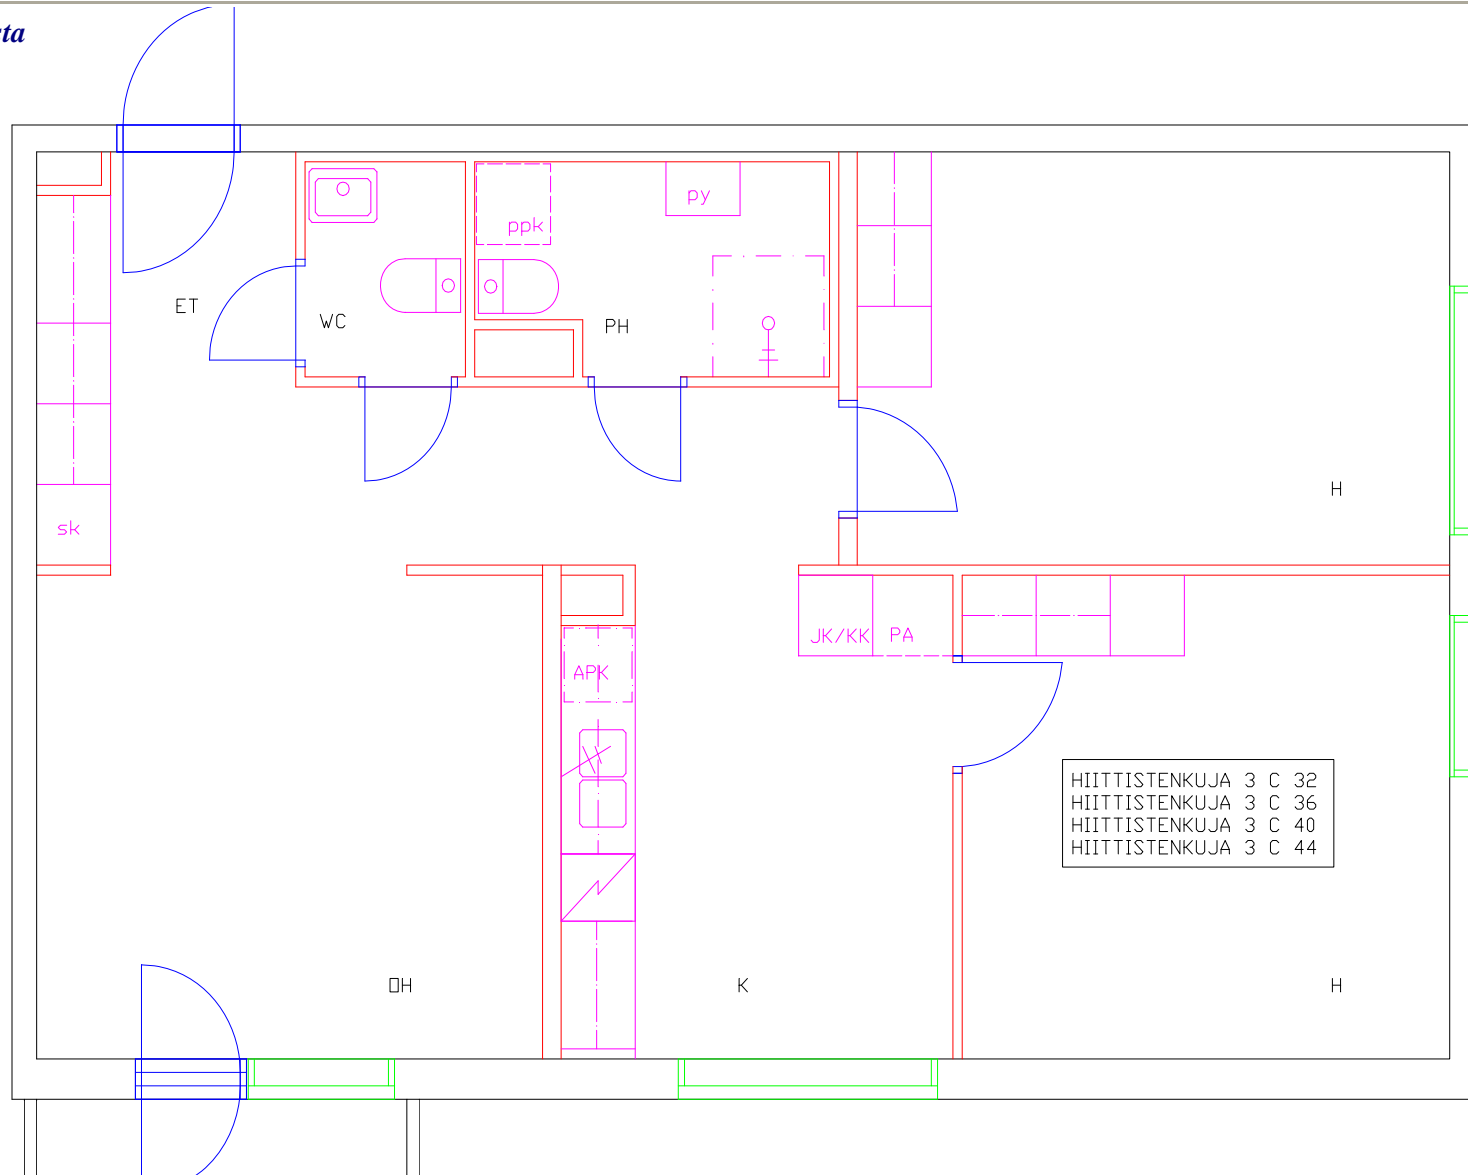 ta
py
ppk
ET
WC
PH
H
sk
JK/KK
PA
APK
HIITTISTENKUJA 3 C 32
HIITTISTENKUJA 3 C 36
HIITTISTENKUJA 3 C 40
HIITTISTENKUJA 3 C 44
OH
K
H